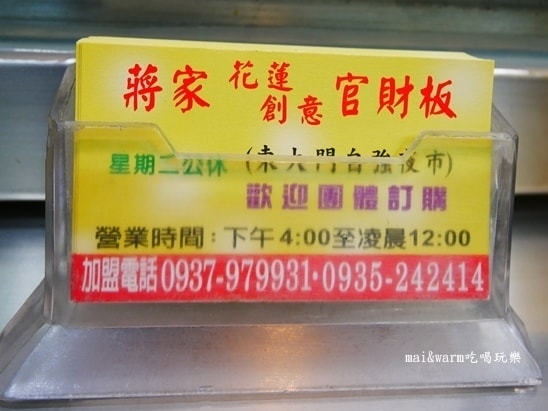 蔣家 花蓮創意 官財板
星期二公休 (東大門自強夜市)
歡迎團體訂購
營業時間:下午4:00至凌晨12:00
加盟電話0937-979931·0935-242414
mai&warm吃喝玩樂